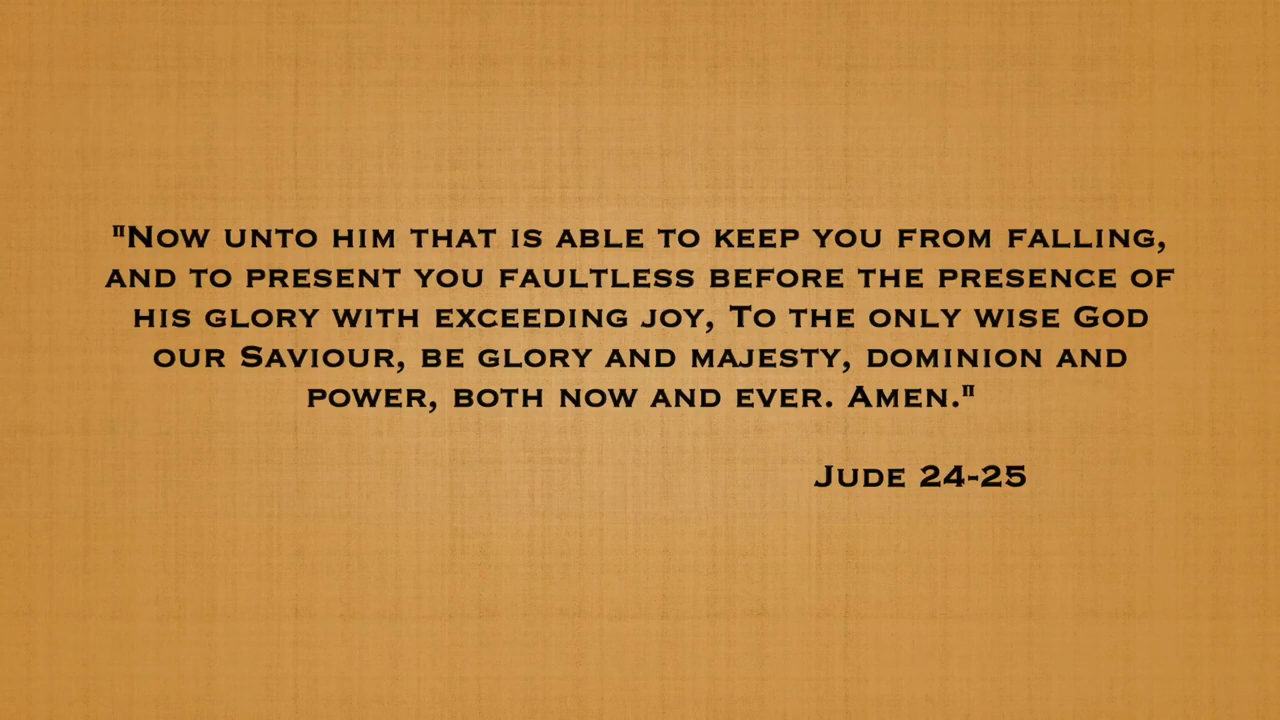 "Now unto him that is able to keep you from falling,
and to present you faultless before the presence of
his glory with exceeding joy, To the only wise God
our Saviour, be glory and majesty, dominion and
power, both now and ever. Amen."
Jude 24-25